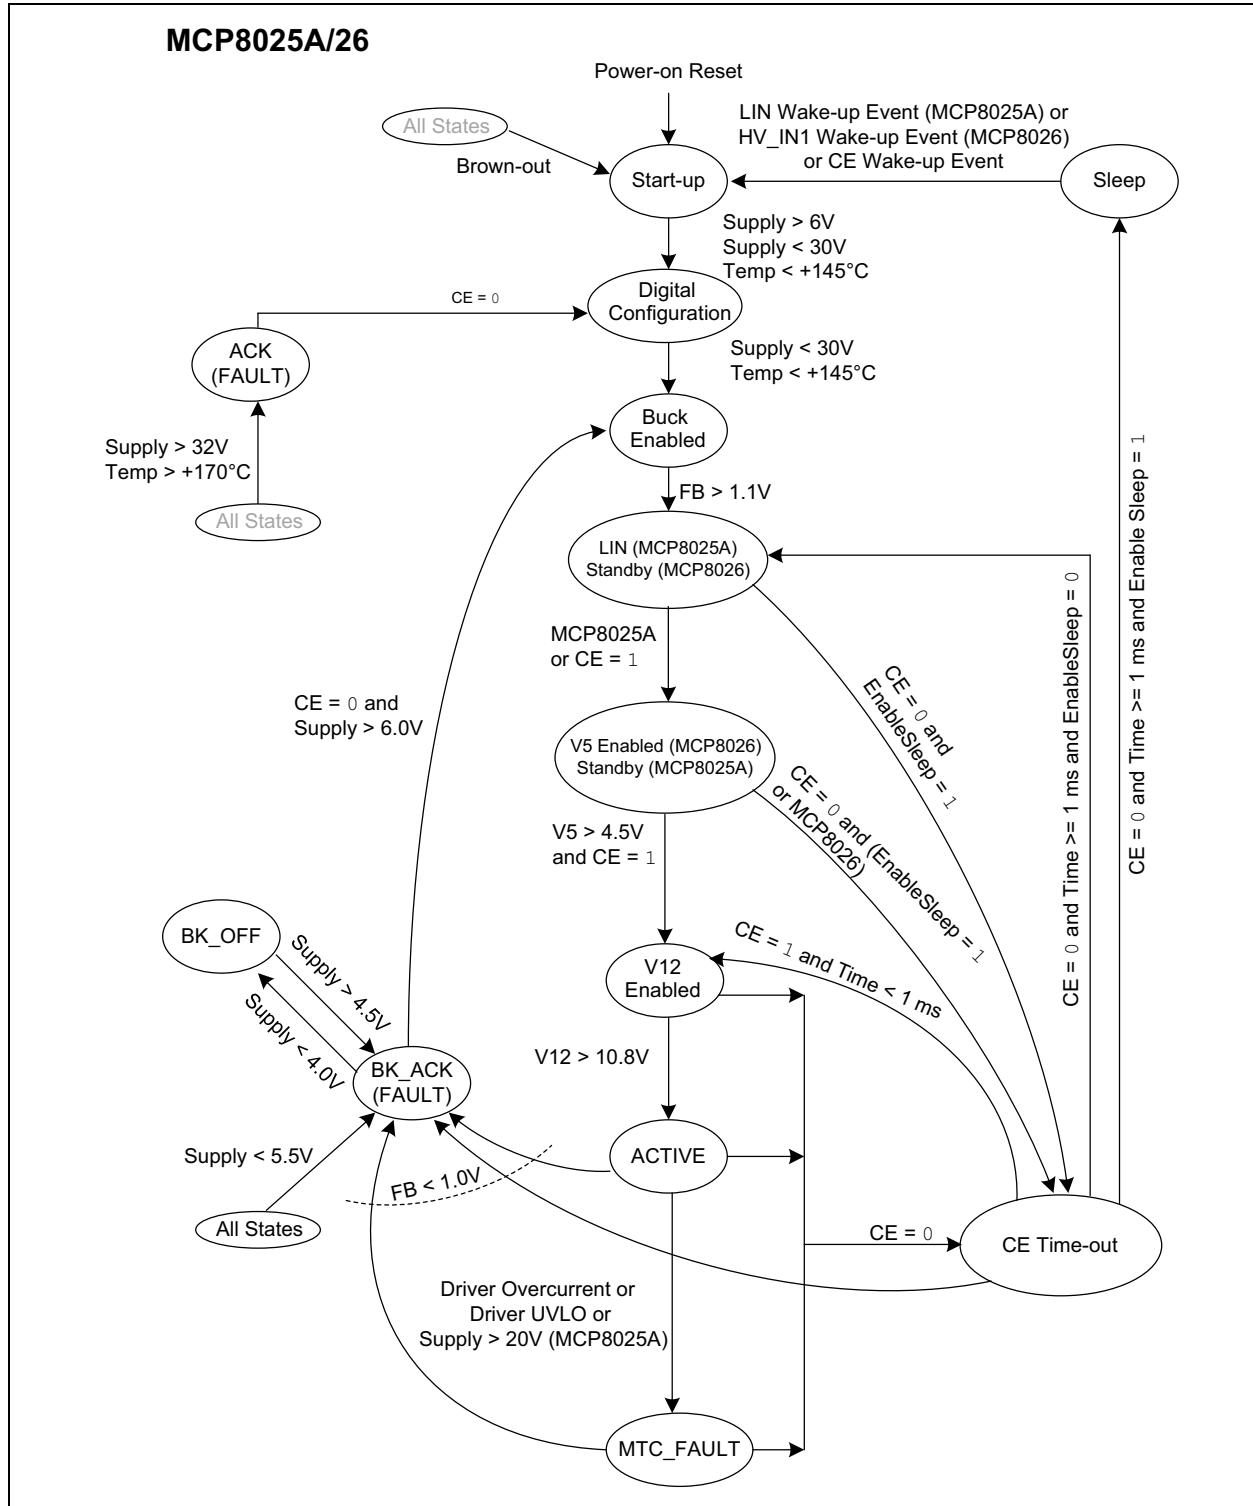 MCP8025A/26
Power-on Reset
All States
Brown-out
LIN Wake-up Event (MCP8025A) or
HV_IN1 Wake-up Event (MCP8026)
or CE Wake-up Event
Start-up
Sleep
Supply > 6V
Supply < 30V
Temp < +145°C
CE = 0
Digital
Configuration
ACK
(FAULT)
Supply < 30V
Temp < +145°C
Buck
Enabled
Supply > 32V
Temp > +170°C
All States
FB > 1.1V
LIN (MCP8025A)
Standby (MCP8026)
MCP8025A
or CE = 1
CE = 0 and
EnableSleep = 1
CE = 0 and Time >= 1 ms and EnableSleep = 0
CE = 0 and Time >= 1 ms and Enable Sleep = 1
CE = 0 and
Supply > 6.0V
V5 Enabled (MCP8026)
Standby (MCP8025A)
CE = 0 and (EnableSleep = 1
or MCP8026)
V5 > 4.5V
and CE = 1
BK_OFF
Supply > 4.5V
Supply < 4.0V
V12
Enabled
CE = 1 and Time < 1 ms
V12 > 10.8V
BK_ACK
(FAULT)
Supply < 5.5V
FB < 1.0V
ACTIVE
All States
CE = 0
CE Time-out
Driver Overcurrent or
Driver UVLO or
Supply > 20V (MCP8025A)
MTC_FAULT